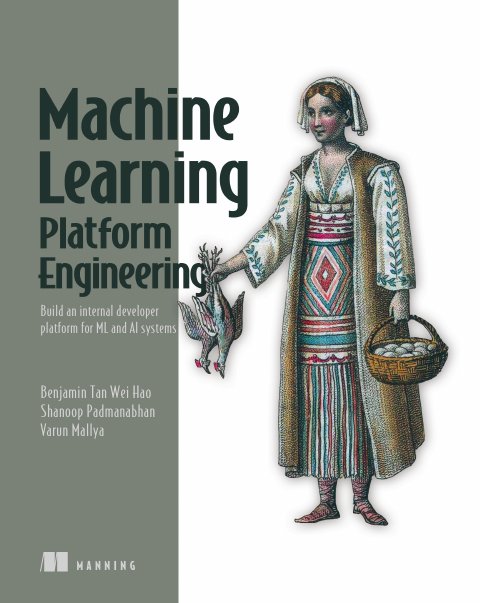 Machine
Learning
Platform
Engineering
Build an internal developer
platform for ML and AI systems
Benjamin Tan Wei Hao
Shanoop Padmanabhan
Varun Mallya
MANNING